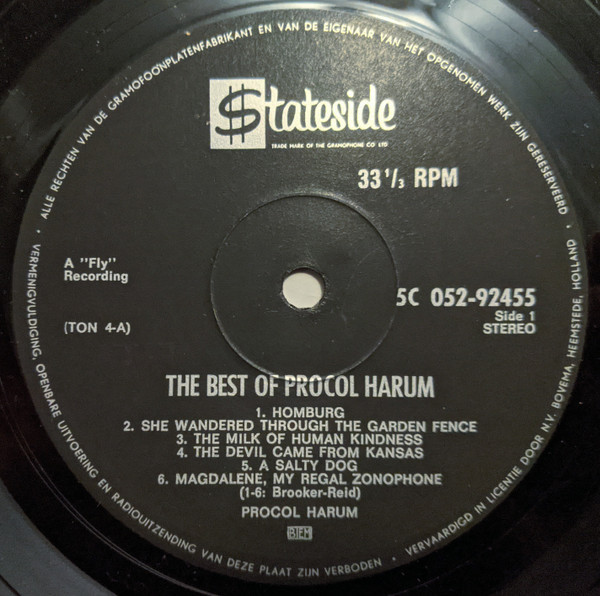 ALLE RECHTEN VAN DE GRAMOFOONPLATENFABRIKANT EN VAN DE EIGENAAR VAN HET OPGENOMEN WERK ZIJN GERESERVEERD •
$tateside
TRADE MARK OF THE GRAMOPHONE CO LTD
33 1/3 RPM
A "Fly"
Recording
5C 052-92455
Side 1
(TON 4-A)
STEREO
THE BEST OF PROCOL HARUM
1. HOMBURG
2. SHE WANDERED THROUGH THE GARDEN FENCE
3. THE MILK OF HUMAN KINDNESS
4. THE DEVIL CAME FROM KANSAS
5. A SALTY DOG
6. MAGDALENE, MY REGAL ZONOPHONE
(1-6: Brooker-Reid)
PROCOL HARUM
BIEM
• VERMENIGVULDIGING, OPENBARE UITVOERING EN RADIOUITZENDING VAN DEZE PLAAT ZIJN VERBODEN •
VERVAARDIGD IN LICENTIE DOOR N.V. BOVEMA, HEEMSTEDE, HOLLAND •